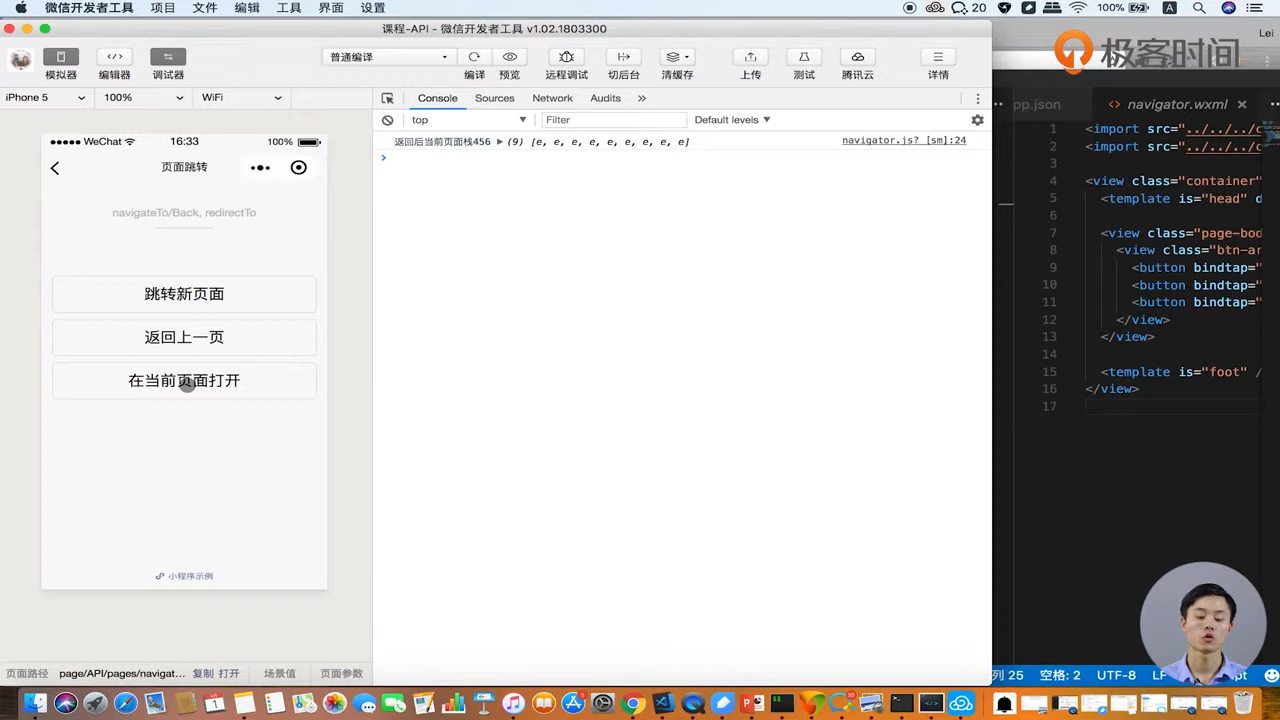 微信开发者工具 项目 文件 编辑 工具 界面 设置
20 100% A
课程-API - 微信开发者工具 v1.02.1803300
Lei
极客时间
普通编译
模拟器 编辑器 调试器 编译 预览 远程调试 切后台 清缓存 上传 测试 腾讯云 详情
iPhone 5 100% WiFi
Console Sources Network Audits »
top Filter Default levels
返回后当前页面栈456 (9) [e, e, e, e, e, e, e, e, e] navigator.js? [sm]:24
WeChat 16:33 100%
页面跳转
navigateTo/Back, redirectTo
跳转新页面
返回上一页
在当前页面打开
小程序示例
页面路径 page/API/pages/navigat... 复制 打开 场景值 页面参数
pp.json <> navigator.wxml
1 <import src="../../../c
2 <import src="../../../c
3
4 <view class="container"
5 <template is="head" d
6
7 <view class="page-bod
8 <view class="btn-ar
9 <button bindtap="
10 <button bindtap="
11 <button bindtap="
12 </view>
13 </view>
14
15 <template is="foot" /
16 </view>
17
列 25 空格: 2 UTF-8 LF